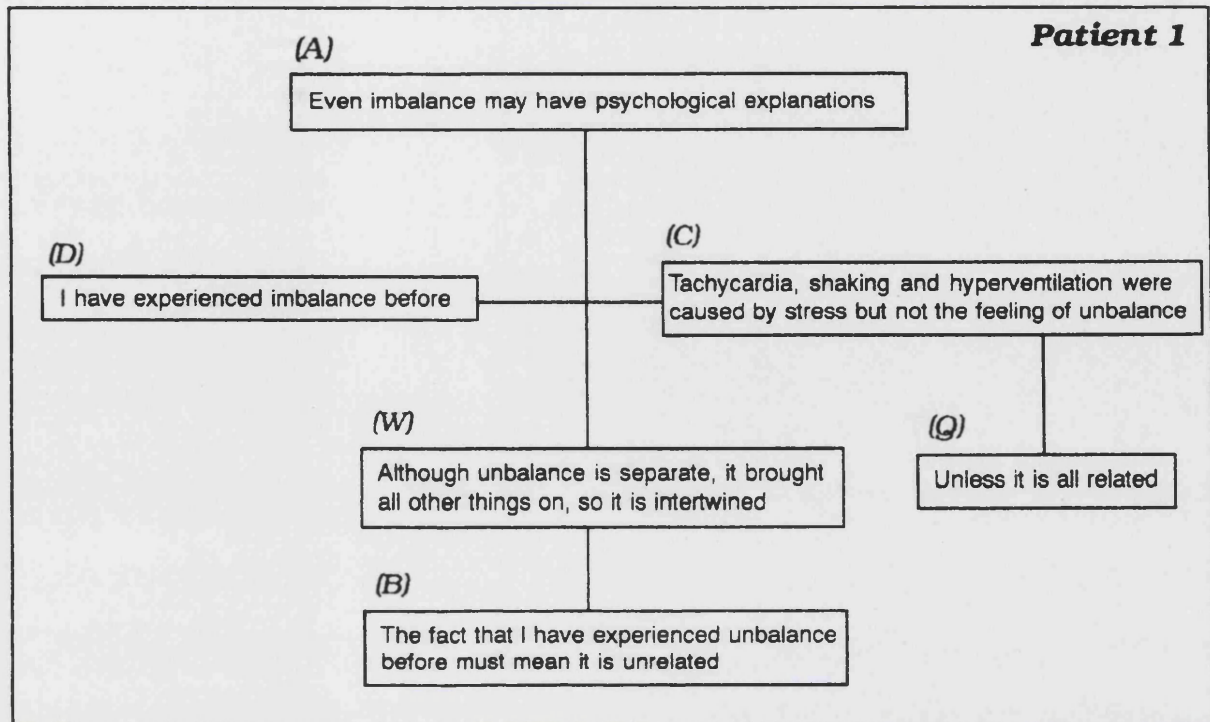 Patient 1
(A)
Even imbalance may have psychological explanations
(D)
I have experienced imbalance before
(C)
Tachycardia, shaking and hyperventilation were
caused by stress but not the feeling of unbalance
(W)
Although unbalance is separate, it brought
all other things on, so it is intertwined
(Q)
Unless it is all related
(B)
The fact that I have experienced unbalance
before must mean it is unrelated